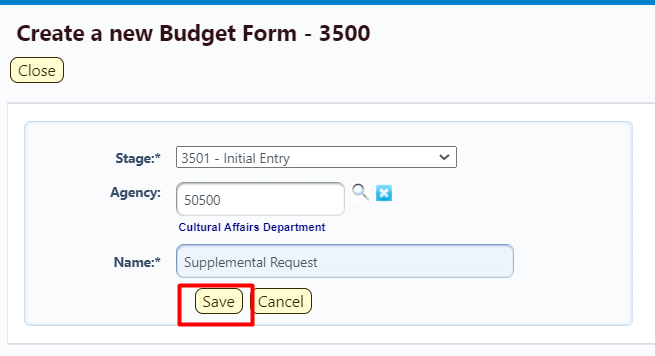 Create a new Budget Form - 3500
Close
Stage:* 3501 - Initial Entry
Agency: 50500
Cultural Affairs Department
Name:* Supplemental Request
Save Cancel